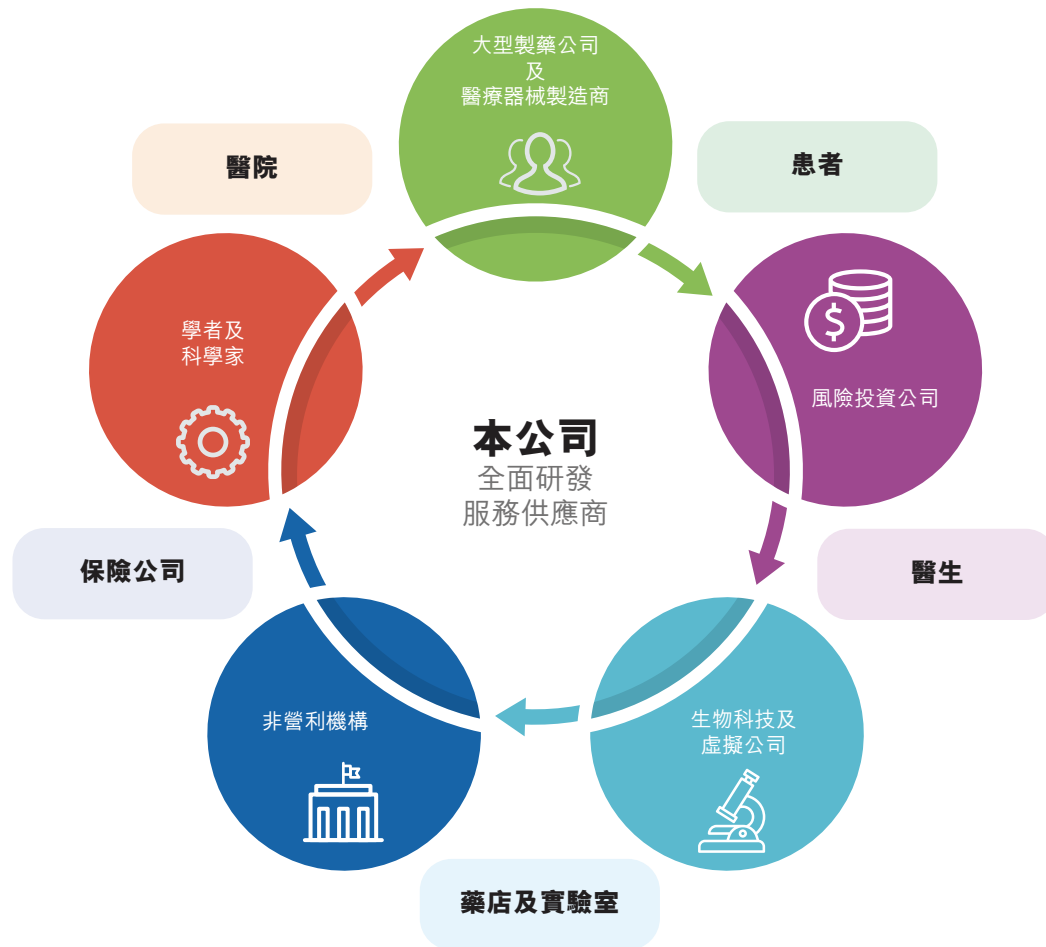 大型製藥公司
及
醫療器械製造商
醫院
患者
學者及
科學家
風險投資公司
本公司
全面研發
服務供應商
保險公司
醫生
非營利機構
生物科技及
虛擬公司
藥店及實驗室